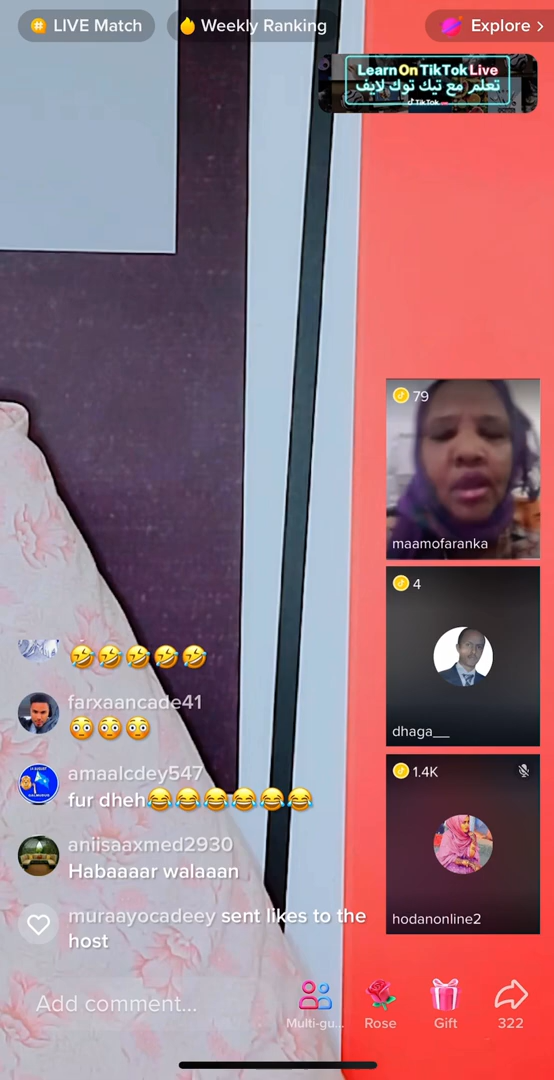 LIVE Match
Weekly Ranking
Explore >
Learn On TikTok Live
تعلم مع تيك توك لايف
TikTok
79
maamofaranka
4
dhaga__
1.4K
hodanonline2
🤣🤣🤣🤣🤣
farxaancade41
😳😳😳
amaalcdey547
fur dheh😂😂😂😂😂😂
aniisaaxmed2930
Habaaaar walaaan
muraayocadeey sent likes to the
host
Add comment...
Multi-gu...
Rose
Gift
322